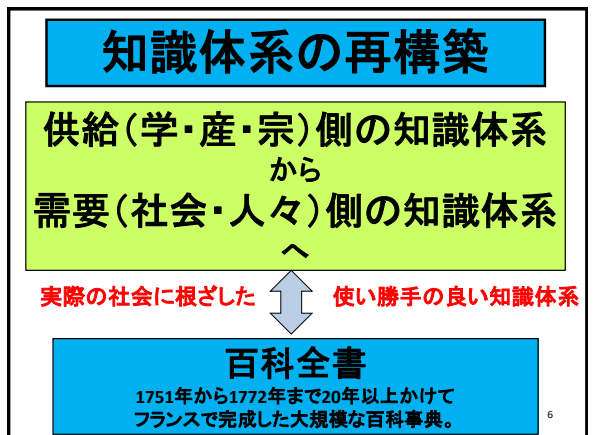 知識体系の再構築
供給(学・産・宗)側の知識体系
から
需要(社会・人々)側の知識体系
へ
実際の社会に根ざした 使い勝手の良い知識体系
百科全書
1751年から1772年まで20年以上かけて
フランスで完成した大規模な百科事典。
6